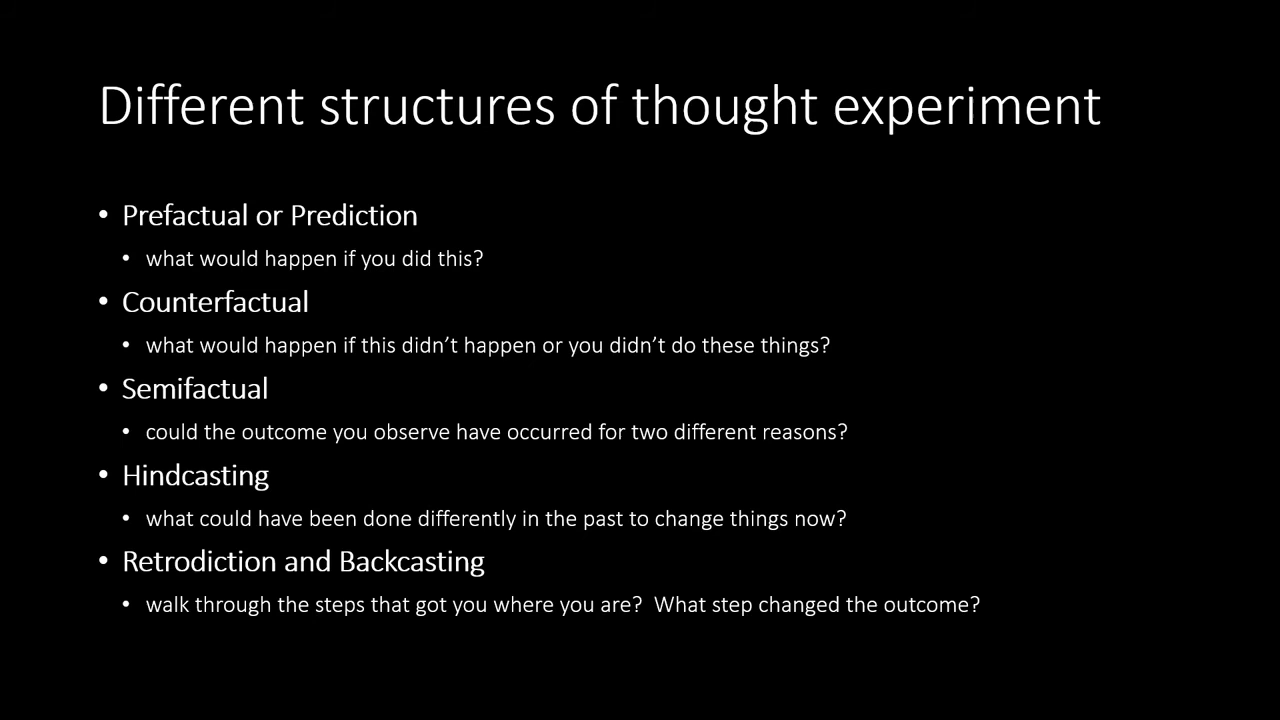 Different structures of thought experiment
• Prefactual or Prediction
• what would happen if you did this?
• Counterfactual
• what would happen if this didn’t happen or you didn’t do these things?
• Semifactual
• could the outcome you observe have occurred for two different reasons?
• Hindcasting
• what could have been done differently in the past to change things now?
• Retrodiction and Backcasting
• walk through the steps that got you where you are?  What step changed the outcome?